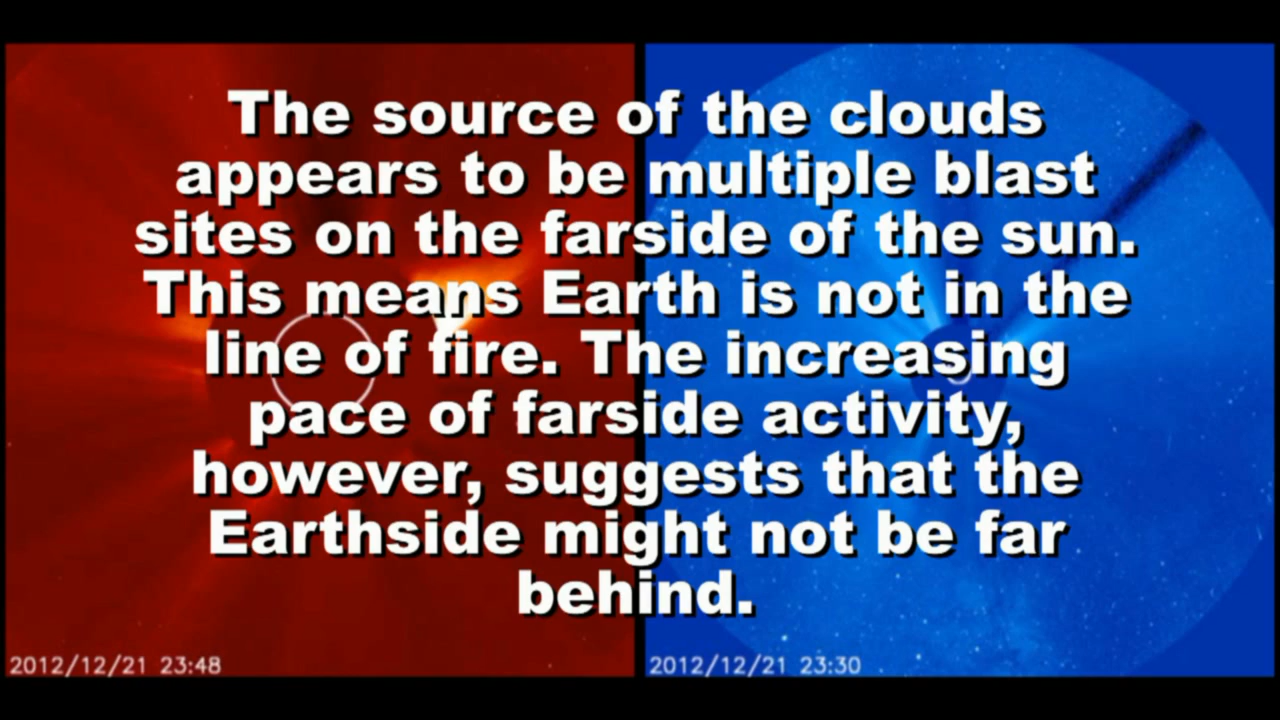 The source of the clouds
appears to be multiple blast
sites on the farside of the sun.
This means Earth is not in the
line of fire. The increasing
pace of farside activity,
however, suggests that the
Earthside might not be far
behind.
2012/12/21 23:48
2012/12/21 23:30